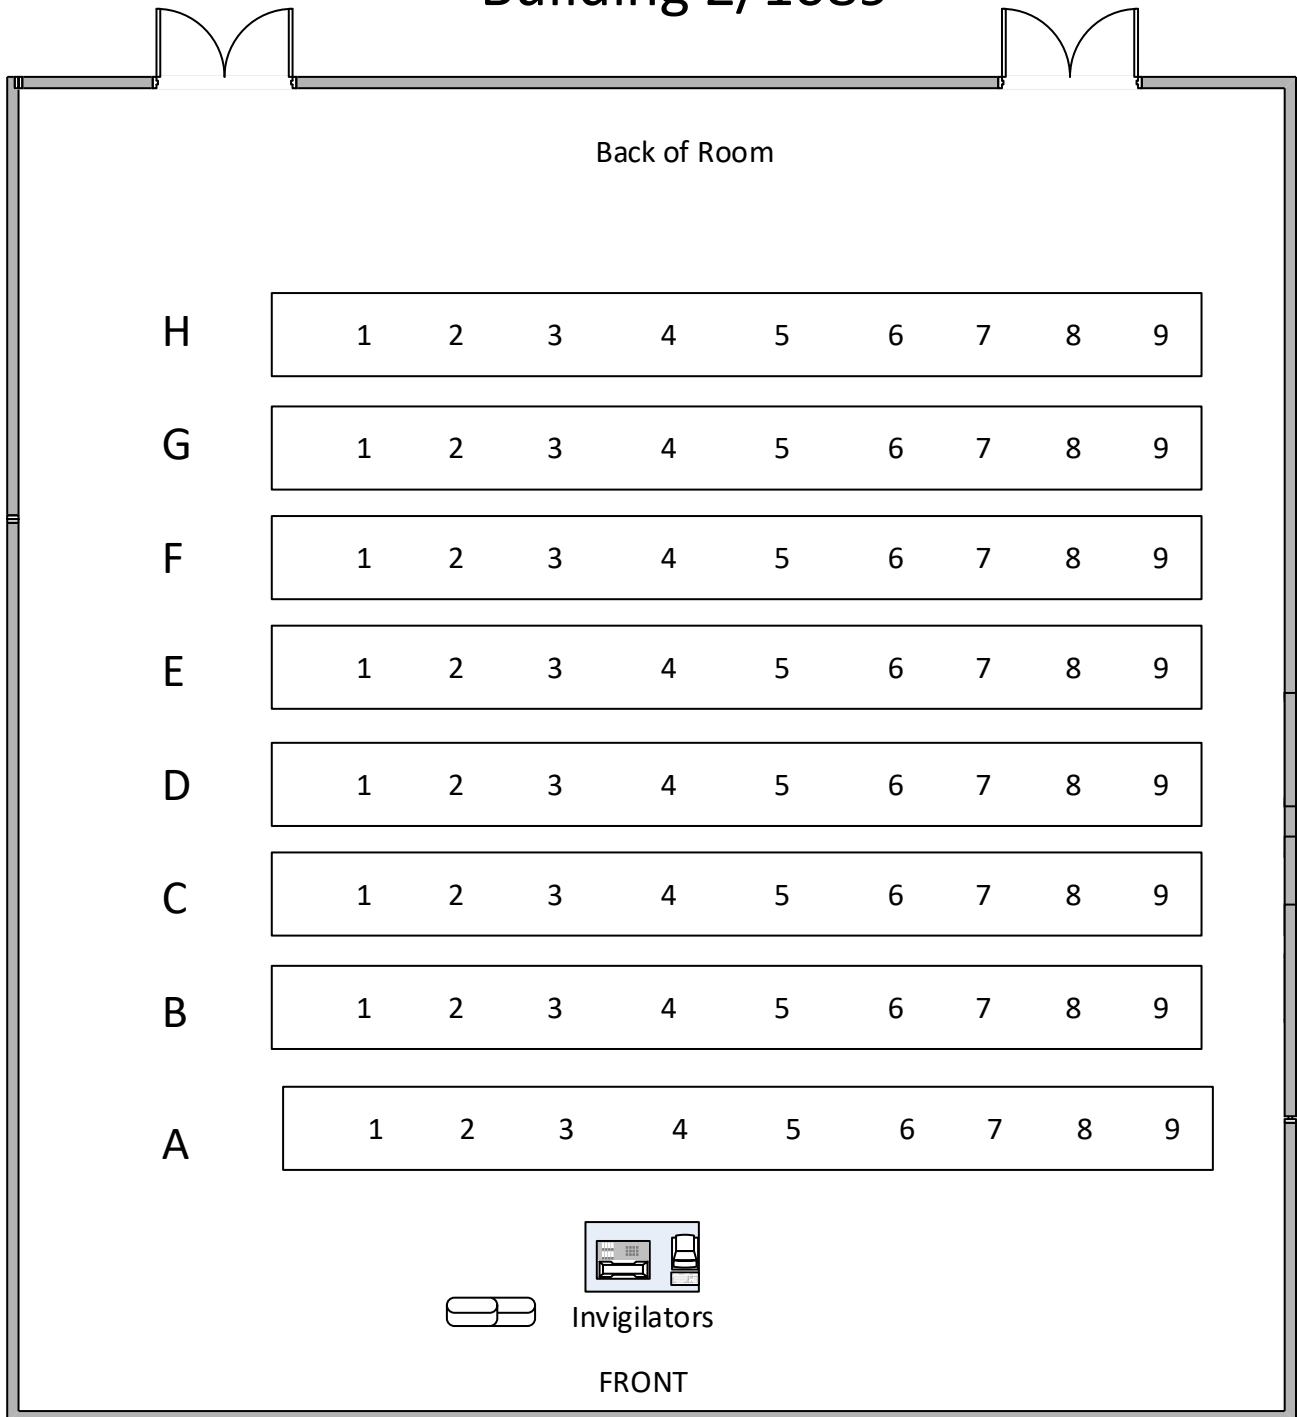 Back of Room
H 1 2 3 4 5 6 7 8 9
G 1 2 3 4 5 6 7 8 9
F 1 2 3 4 5 6 7 8 9
E 1 2 3 4 5 6 7 8 9
D 1 2 3 4 5 6 7 8 9
C 1 2 3 4 5 6 7 8 9
B 1 2 3 4 5 6 7 8 9
A 1 2 3 4 5 6 7 8 9
Invigilators
FRONT